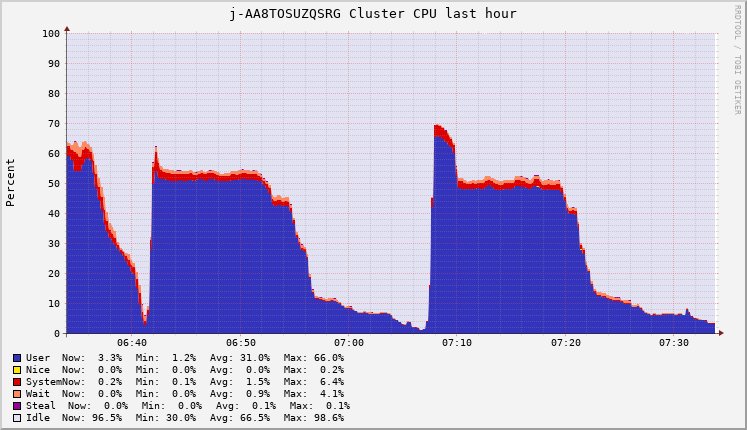 j-AA8TOSUZQSRG Cluster CPU last hour
RRDTOOL / TOBI OETIKER
Percent
100
90
80
70
60
50
40
30
20
10
0
06:40 06:50 07:00 07:10 07:20 07:30
User Now: 3.3% Min: 1.2% Avg: 31.0% Max: 66.0%
Nice Now: 0.0% Min: 0.0% Avg: 0.0% Max: 0.2%
SystemNow: 0.2% Min: 0.1% Avg: 1.5% Max: 6.4%
Wait Now: 0.0% Min: 0.0% Avg: 0.9% Max: 4.1%
Steal Now: 0.0% Min: 0.0% Avg: 0.1% Max: 0.1%
Idle Now: 96.5% Min: 30.0% Avg: 66.5% Max: 98.6%